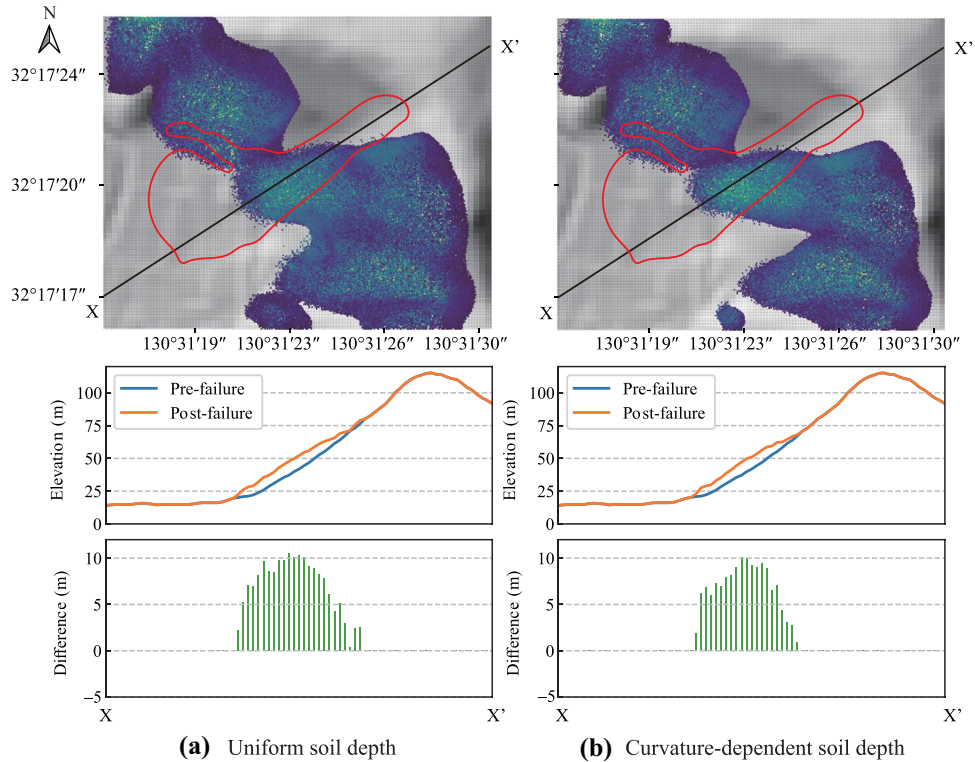 N
X’
X’
32°17′24″
32°17′20″
32°17′17″
X
X
130°31′19″ 130°31′23″ 130°31′26″ 130°31′30″
130°31′19″ 130°31′23″ 130°31′26″ 130°31′30″
Elevation (m)
100
75
50
25
0
Pre-failure
Post-failure
Elevation (m)
100
75
50
25
0
Pre-failure
Post-failure
Difference (m)
10
5
0
−5
X X’
Difference (m)
10
5
0
−5
X X’
(a) Uniform soil depth
(b) Curvature-dependent soil depth